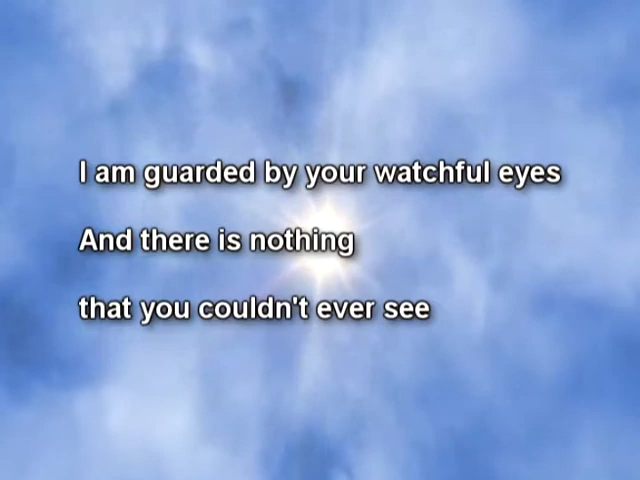 I am guarded by your watchful eyes
And there is nothing
that you couldn't ever see